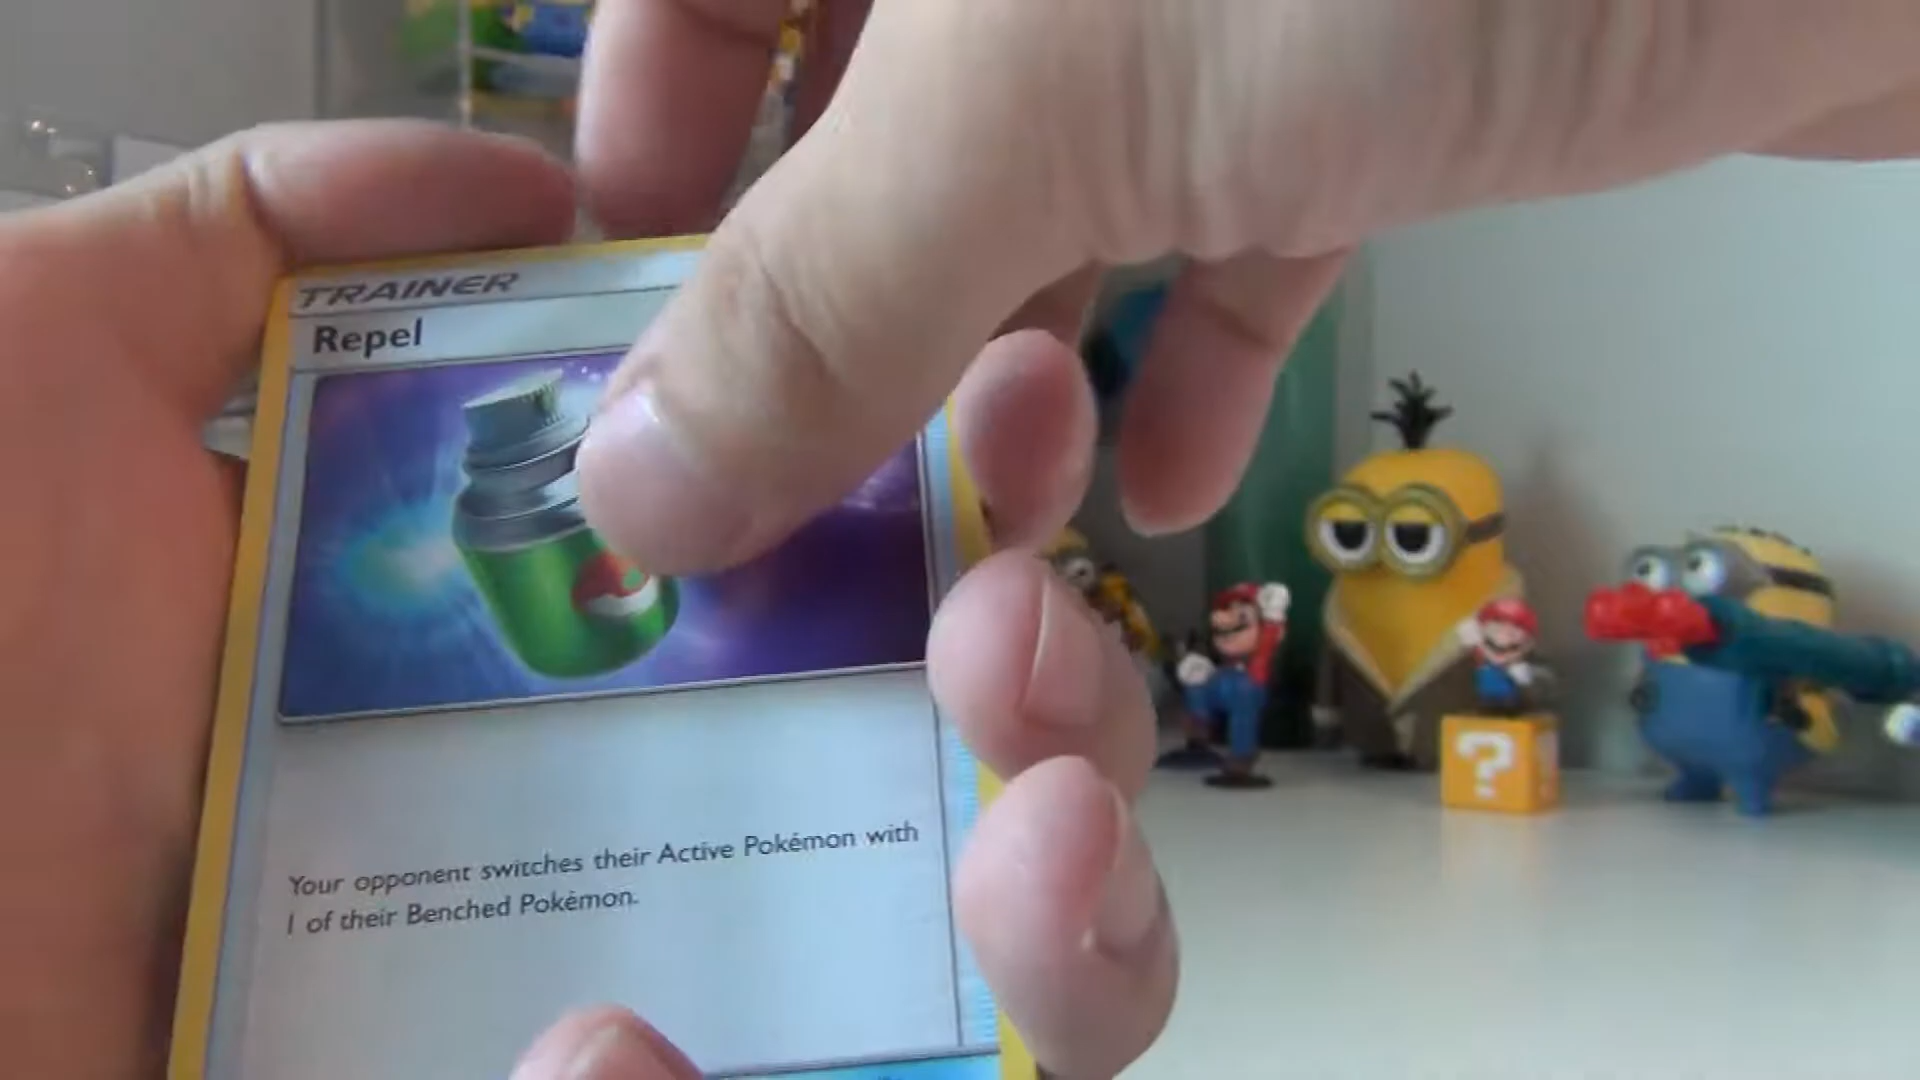 TRAINER
Repel
Your opponent switches their Active Pokémon with
1 of their Benched Pokémon.
?